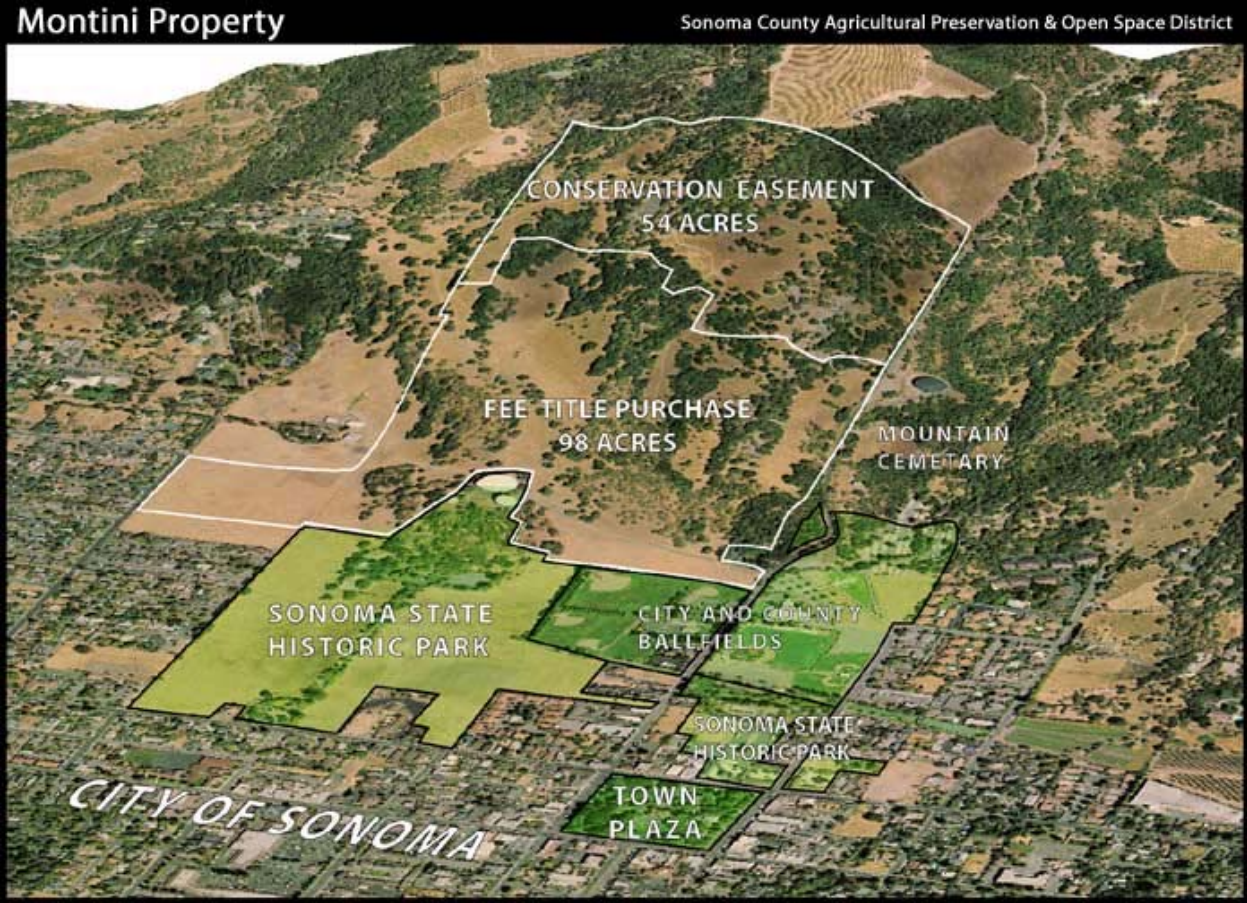 Montini Property
Sonoma County Agricultural Preservation & Open Space District
CONSERVATION EASEMENT
54 ACRES
FEE TITLE PURCHASE
98 ACRES
MOUNTAIN
CEMETARY
SONOMA STATE
HISTORIC PARK
CITY AND COUNTY
BALLFIELDS
SONOMA STATE
HISTORIC PARK
TOWN
PLAZA
CITY OF SONOMA